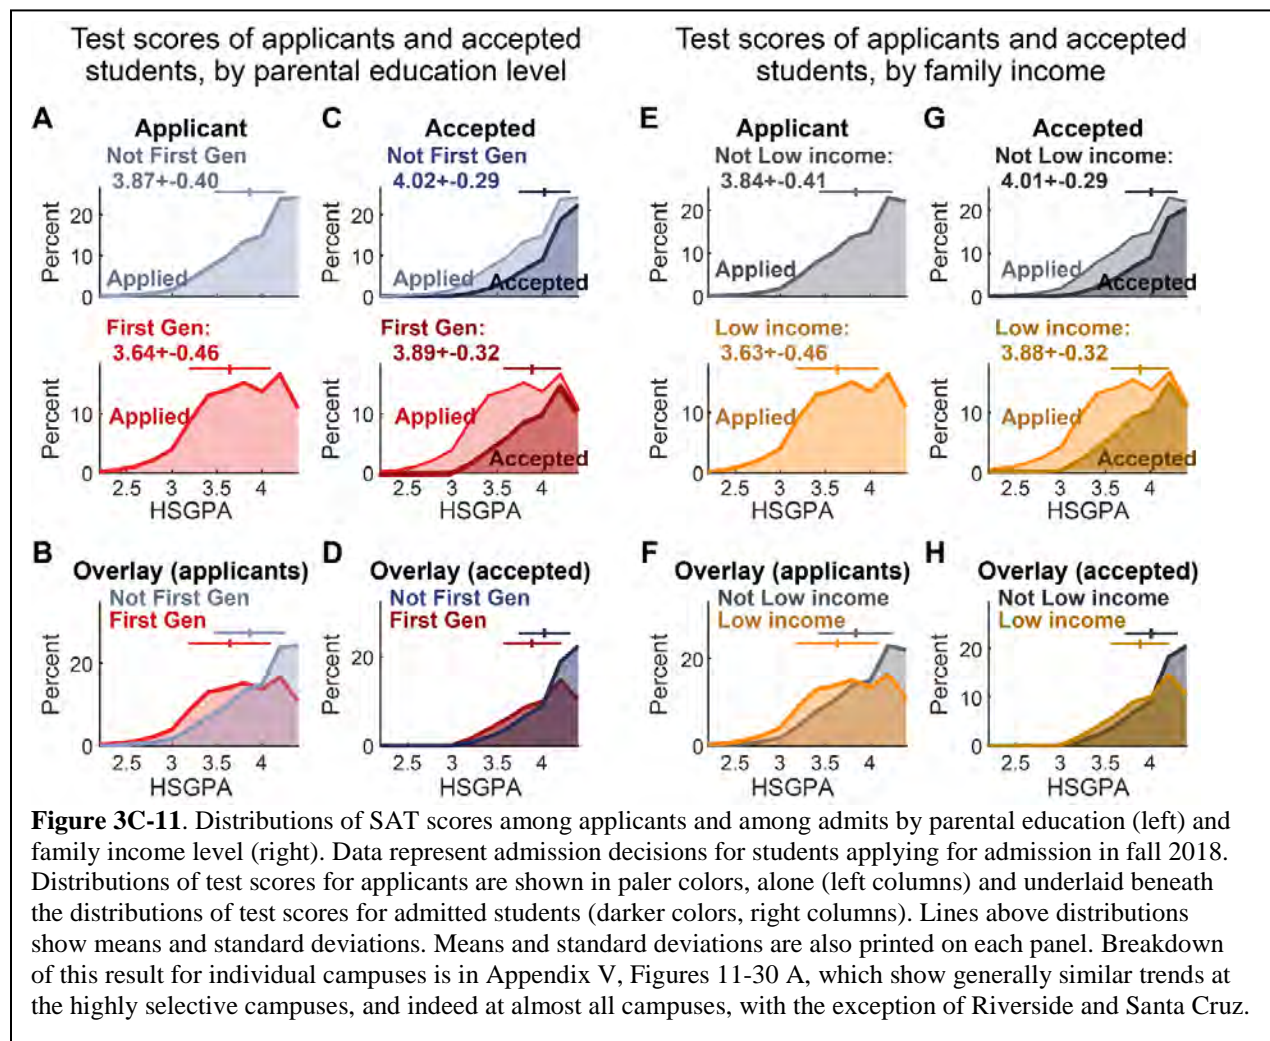 Test scores of applicants and accepted
students, by parental education level
Test scores of applicants and accepted
students, by family income
A
Applicant
Not First Gen
3.87+-0.40
20
10
0
Percent
Applied
First Gen:
3.64+-0.46
10
0
Percent
Applied
2.5 3 3.5 4
HSGPA
C
Accepted
Not First Gen
4.02+-0.29
20
10
0
Percent
Applied
Accepted
First Gen:
3.89+-0.32
10
0
Percent
Applied
Accepted
2.5 3 3.5 4
HSGPA
E
Applicant
Not Low income:
3.84+-0.41
20
10
0
Percent
Applied
Low income:
3.63+-0.46
10
0
Percent
Applied
2.5 3 3.5 4
HSGPA
G
Accepted
Not Low income:
4.01+-0.29
20
10
0
Percent
Applied
Accepted
Low income:
3.88+-0.32
10
0
Percent
Applied
Accepted
2.5 3 3.5 4
HSGPA
B
Overlay (applicants)
Not First Gen
First Gen
20
0
Percent
2.5 3 3.5 4
HSGPA
D
Overlay (accepted)
Not First Gen
First Gen
20
10
0
Percent
2.5 3 3.5 4
HSGPA
F
Overlay (applicants)
Not Low income
Low income
20
10
0
Percent
2.5 3 3.5 4
HSGPA
H
Overlay (accepted)
Not Low income
Low income
20
10
0
Percent
2.5 3 3.5 4
HSGPA
Figure 3C-11. Distributions of SAT scores among applicants and among admits by parental education (left) and
family income level (right). Data represent admission decisions for students applying for admission in fall 2018.
Distributions of test scores for applicants are shown in paler colors, alone (left columns) and underlaid beneath
the distributions of test scores for admitted students (darker colors, right columns). Lines above distributions
show means and standard deviations. Means and standard deviations are also printed on each panel. Breakdown
of this result for individual campuses is in Appendix V, Figures 11-30 A, which show generally similar trends at
the highly selective campuses, and indeed at almost all campuses, with the exception of Riverside and Santa Cruz.